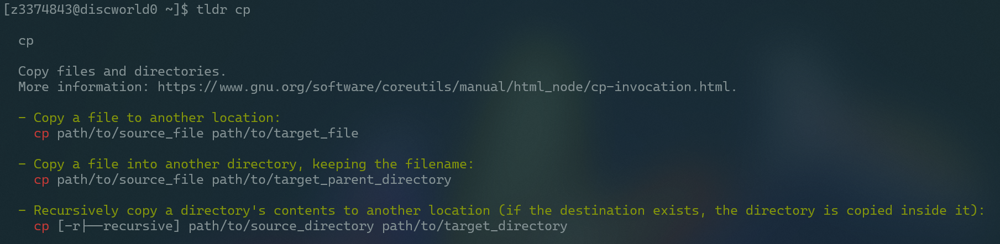 [z3374843@discworld0 ~]$ tldr cp
cp
Copy files and directories.
More information: https://www.gnu.org/software/coreutils/manual/html_node/cp-invocation.html.
- Copy a file to another location:
cp path/to/source_file path/to/target_file
- Copy a file into another directory, keeping the filename:
cp path/to/source_file path/to/target_parent_directory
- Recursively copy a directory's contents to another location (if the destination exists, the directory is copied inside it):
cp [-r|--recursive] path/to/source_directory path/to/target_directory